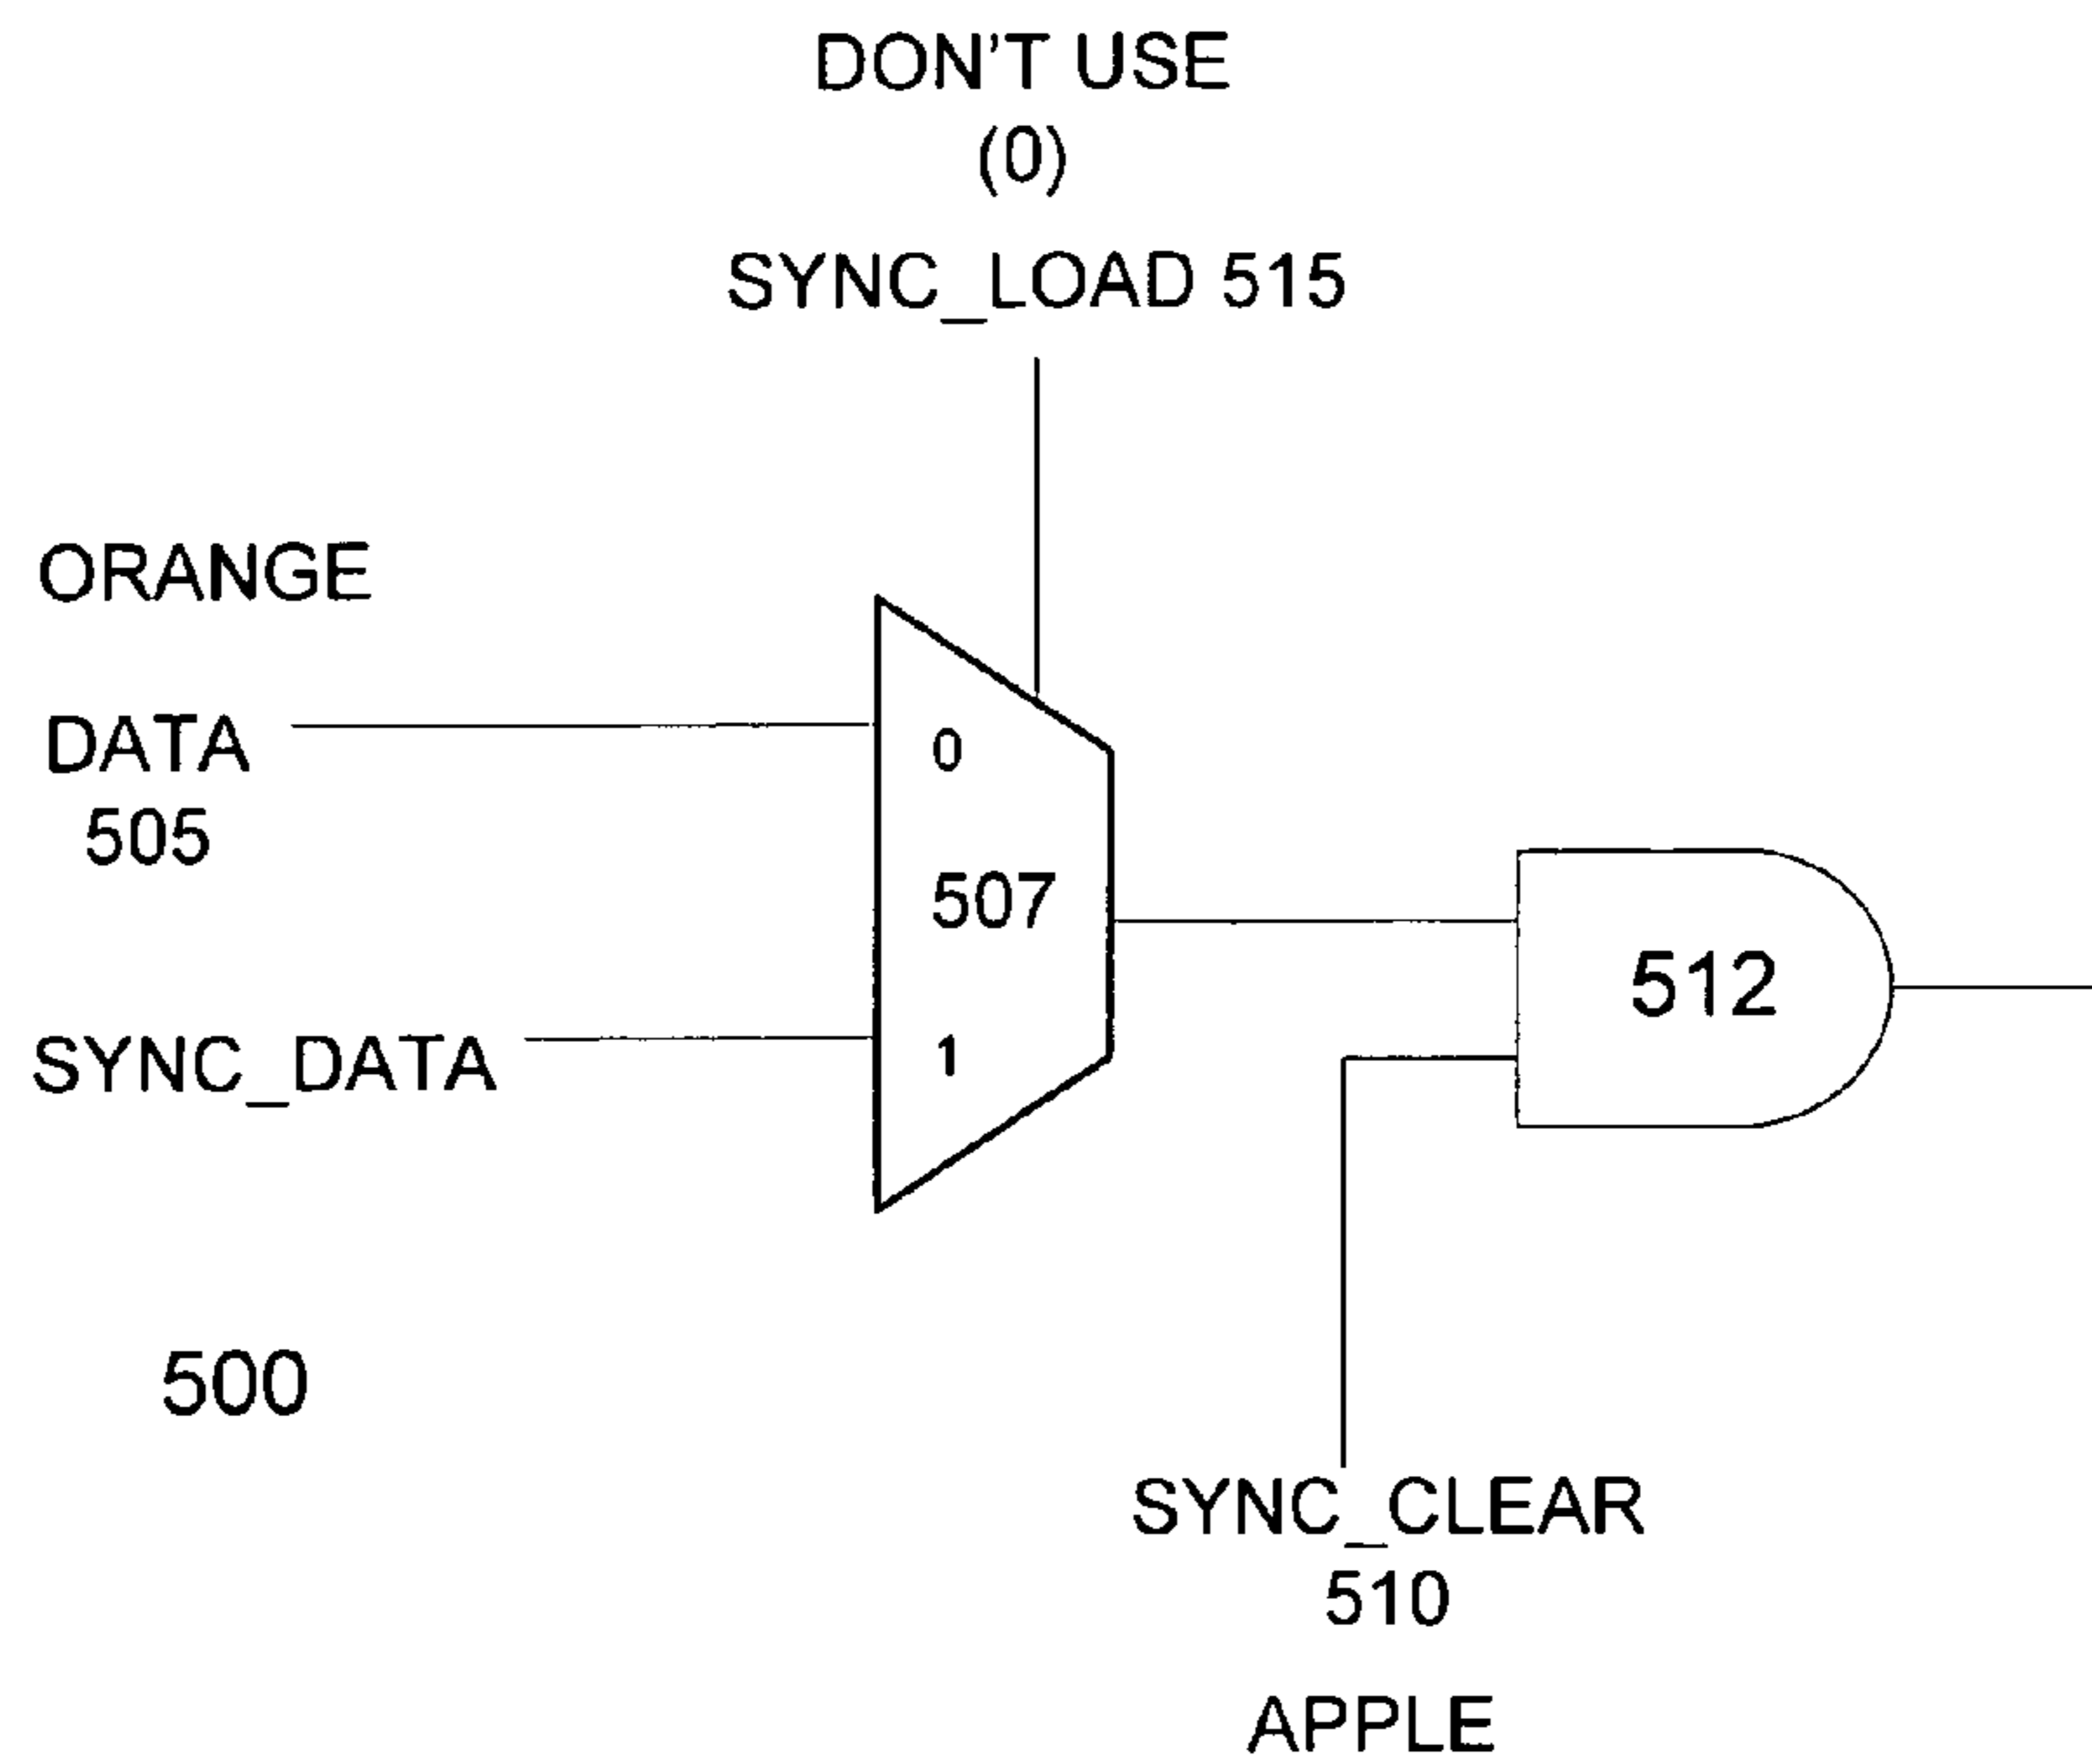 DON'T USE
(0)
SYNC_LOAD 515
ORANGE
DATA
505
0
507
1
SYNC_DATA
512
500
SYNC_CLEAR
510
APPLE